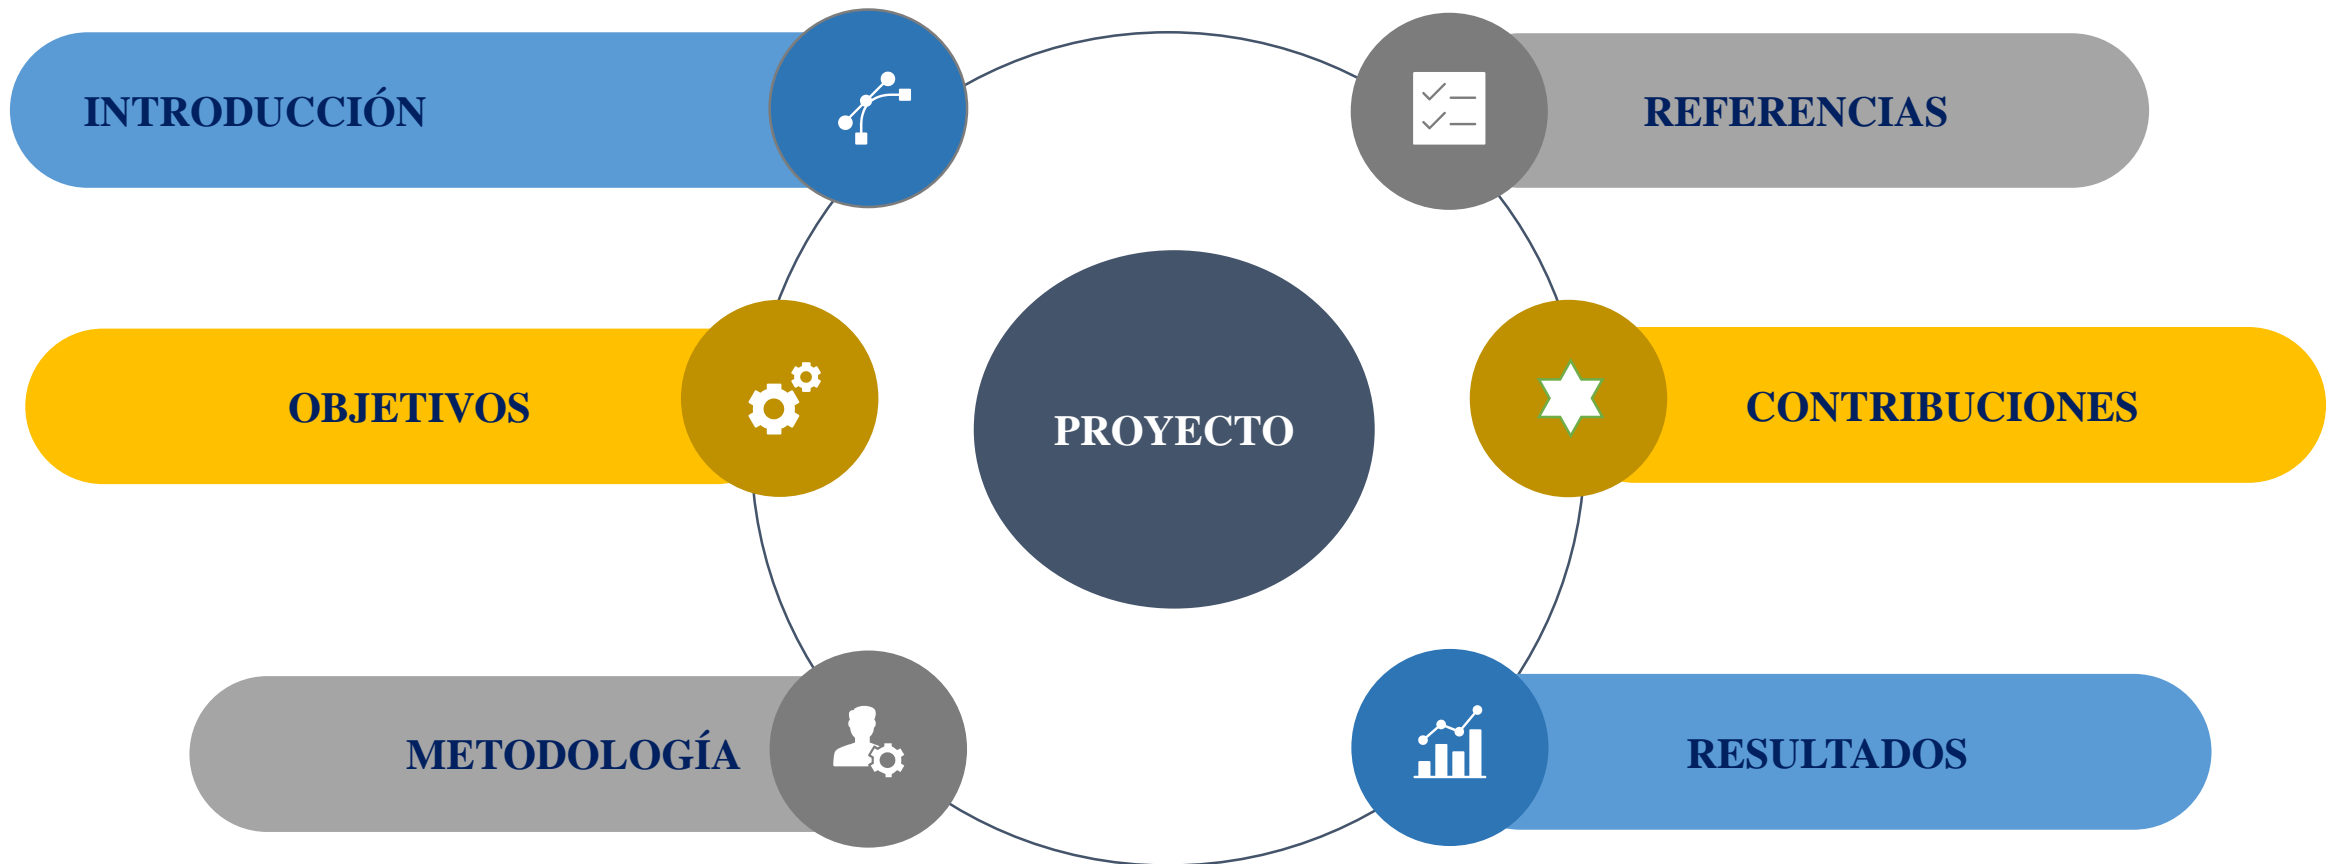 INTRODUCCIÓN
REFERENCIAS
OBJETIVOS
PROYECTO
CONTRIBUCIONES
METODOLOGÍA
RESULTADOS